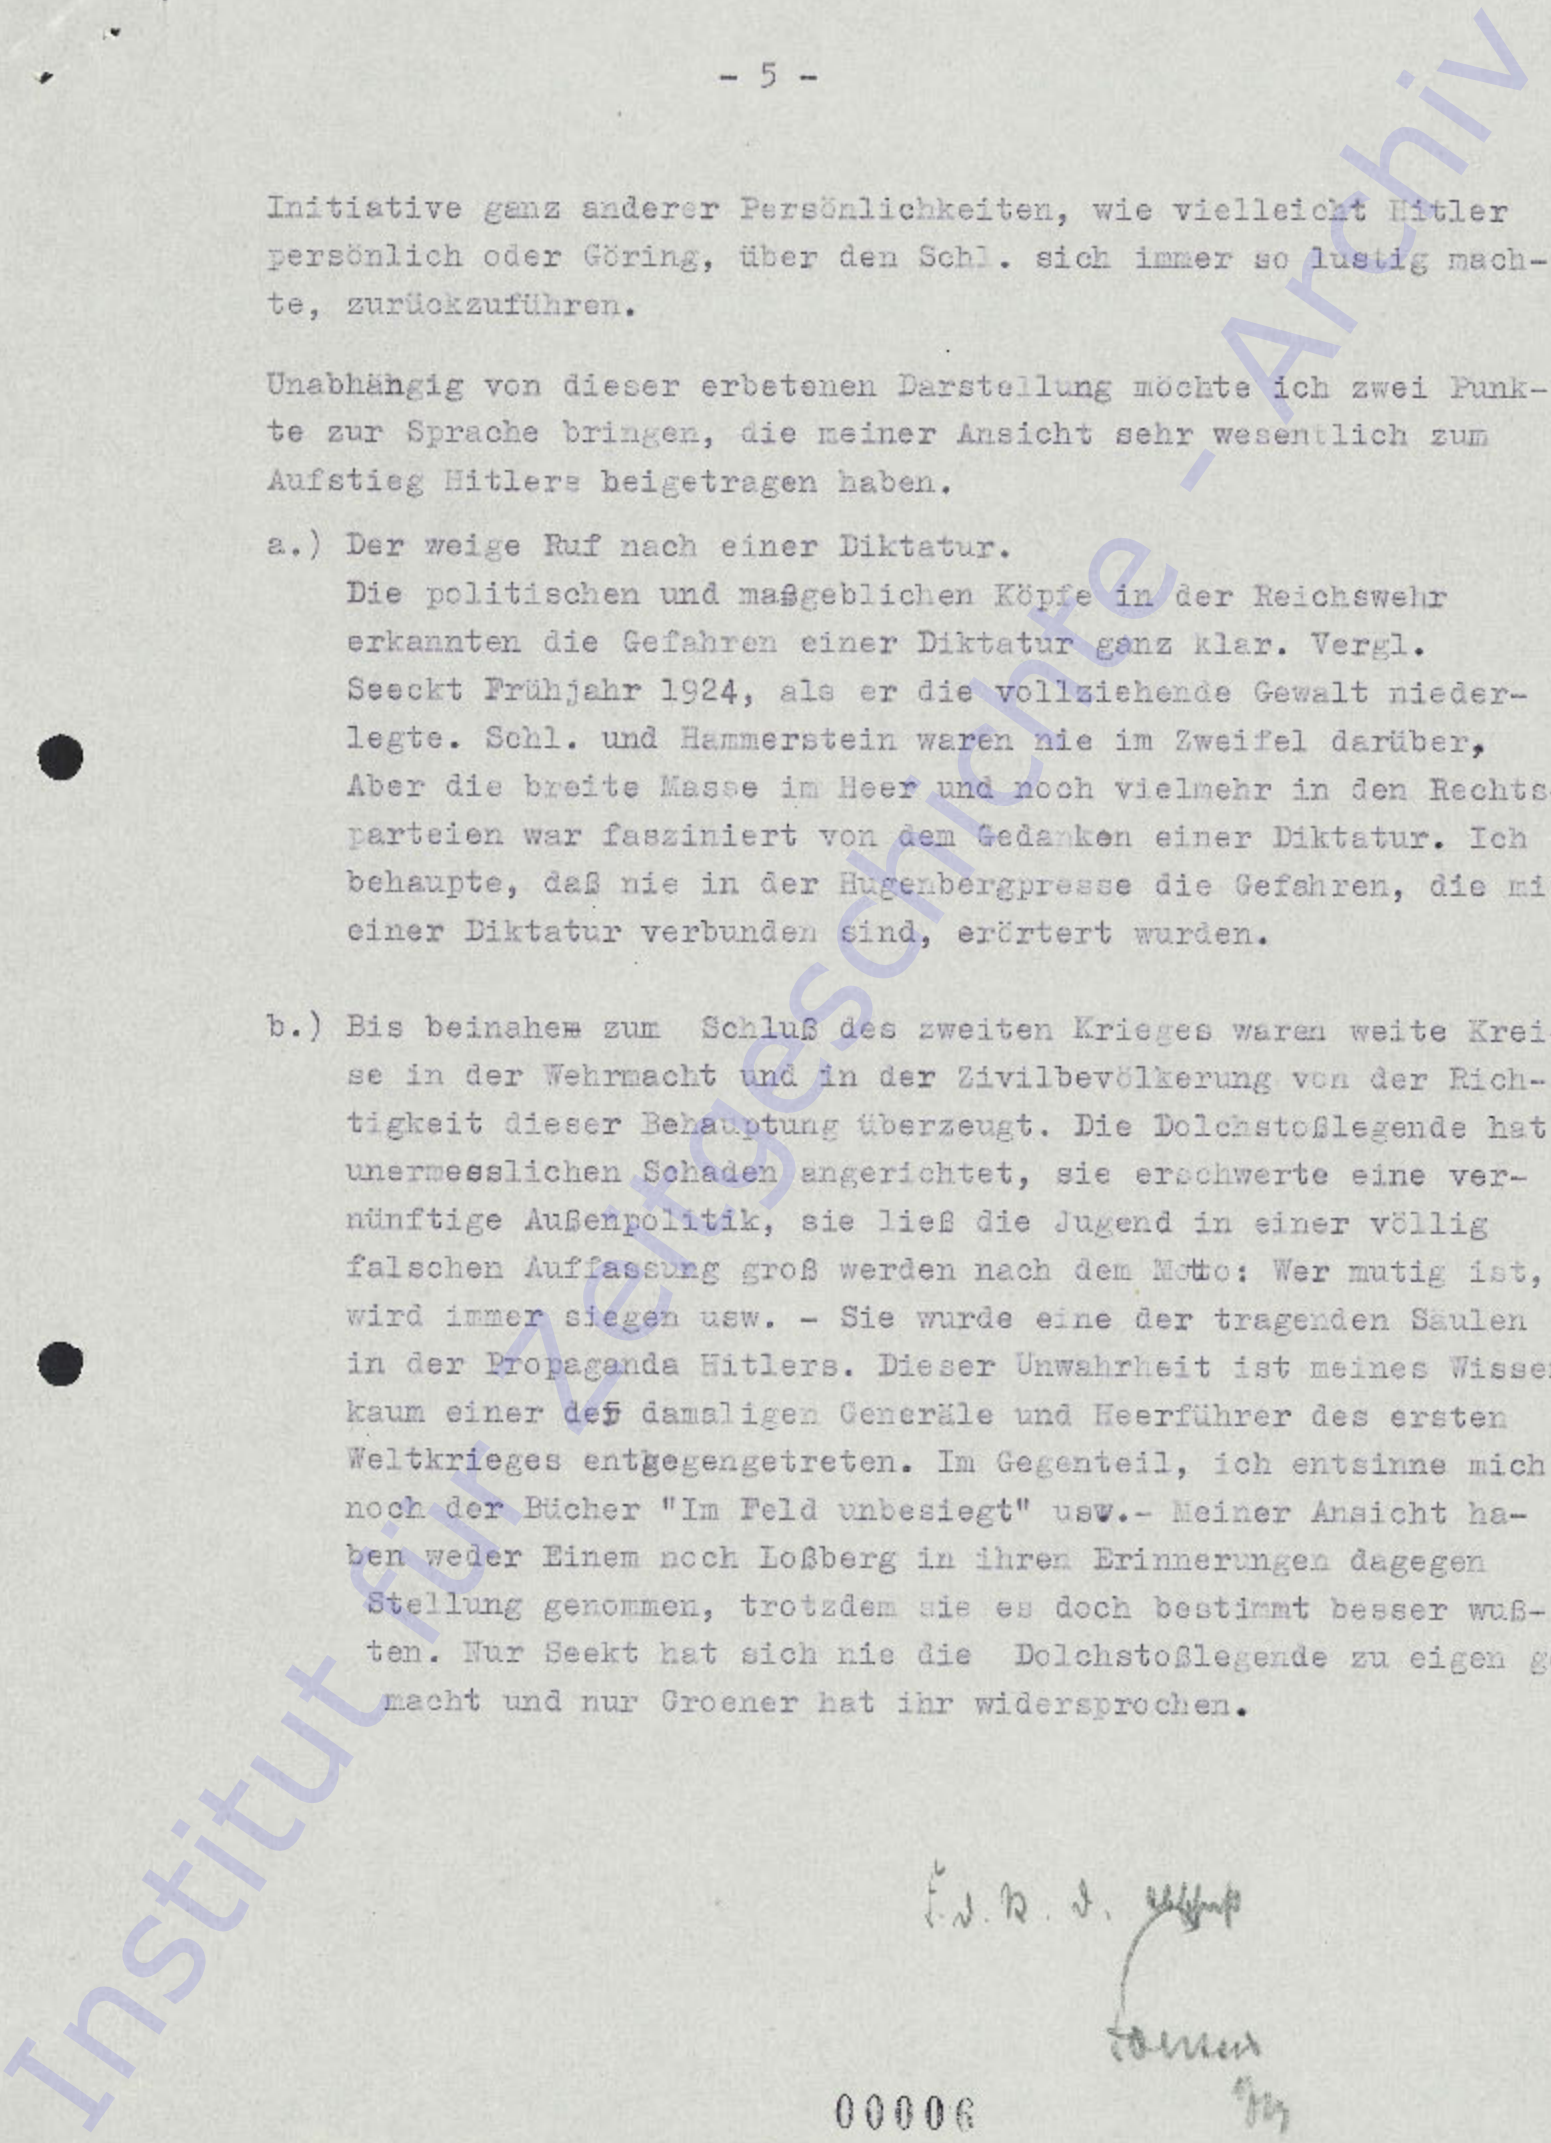 - 5 -
Initiative ganz anderer Persönlichkeiten, wie vielleicht Hitler
persönlich oder Göring, über den Schl. sich immer so lustig mach-
te, zurückzuführen.
Unabhängig von dieser erbetenen Darstellung möchte ich zwei Punk-
te zur Sprache bringen, die meiner Ansicht sehr wesentlich zum
Aufstieg Hitlers beigetragen haben.
a.) Der weige Ruf nach einer Diktatur.
Die politischen und maßgeblichen Köpfe in der Reichswehr
erkannten die Gefahren einer Diktatur ganz klar. Vergl.
Seeckt Frühjahr 1924, als er die vollziehende Gewalt nieder-
legte. Schl. und Hammerstein waren nie im Zweifel darüber,
Aber die breite Masse im Heer und noch vielmehr in den Rechts
parteien war fasziniert von dem Gedanken einer Diktatur. Ich
behaupte, daß nie in der Hugenbergpresse die Gefahren, die mi
einer Diktatur verbunden sind, erörtert wurden.
b.) Bis beinahem zum Schluß des zweiten Krieges waren weite Krei
se in der Wehrmacht und in der Zivilbevölkerung von der Rich-
tigkeit dieser Behauptung überzeugt. Die Dolchstoßlegende hat
unermesslichen Schaden angerichtet, sie erschwerte eine ver-
nünftige Außenpolitik, sie ließ die Jugend in einer völlig
falschen Auffassung groß werden nach dem Motto: Wer mutig ist,
wird immer siegen usw. - Sie wurde eine der tragenden Säulen
in der Propaganda Hitlers. Dieser Unwahrheit ist meines Wisse
kaum einer der damaligen Generäle und Heerführer des ersten
Weltkrieges entgegengetreten. Im Gegenteil, ich entsinne mich
noch der Bücher "Im Feld unbesiegt" usw.- Meiner Ansicht ha-
ben weder Einem noch Loßberg in ihren Erinnerungen dagegen
Stellung genommen, trotzdem sie es doch bestimmt besser wuß-
ten. Nur Seekt hat sich nie die Dolchstoßlegende zu eigen g
macht und nur Groener hat ihr widersprochen.
F.d.R.d.
00006
Institut für Zeitgeschichte - Archiv